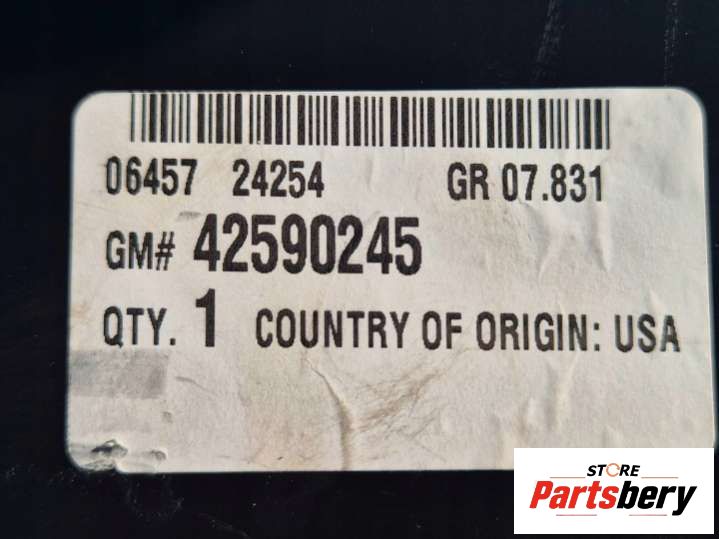 06457 24254 GR 07.831
GM# 42590245
QTY. 1 COUNTRY OF ORIGIN: USA
STORE
Partsbery